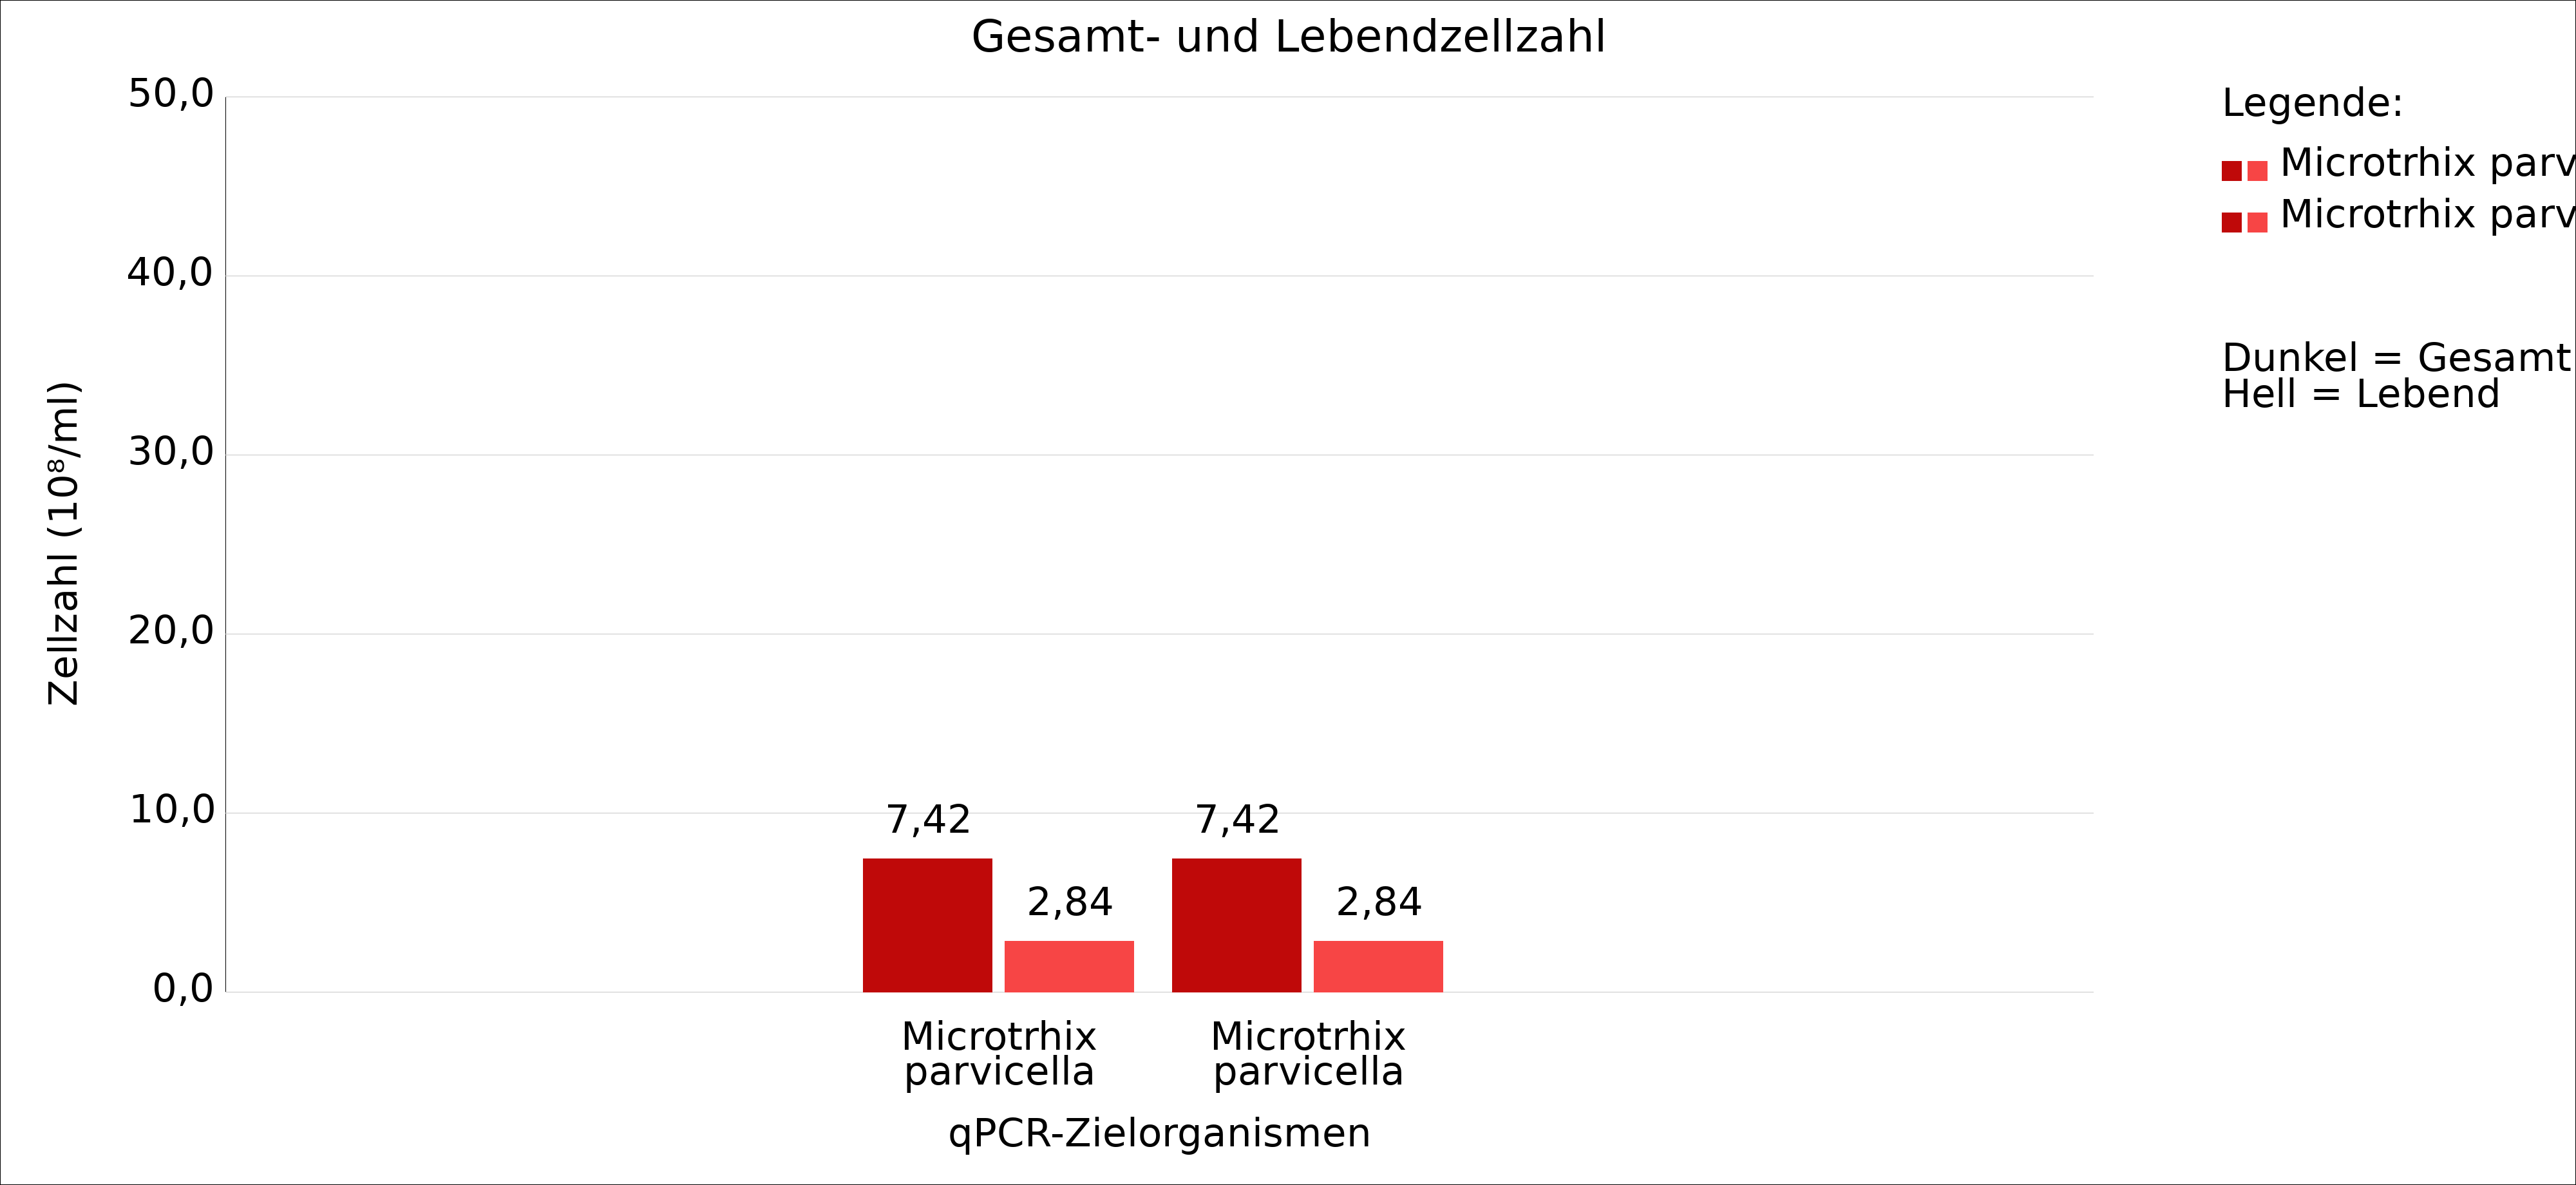 Gesamt- und Lebendzellzahl
50,0
40,0
30,0
20,0
10,0
0,0
Zellzahl (10⁸/ml)
7,42
2,84
7,42
2,84
Microtrhix
parvicella
Microtrhix
parvicella
qPCR-Zielorganismen
Legende:
Microtrhix parv
Microtrhix parv
Dunkel = Gesamt
Hell = Lebend